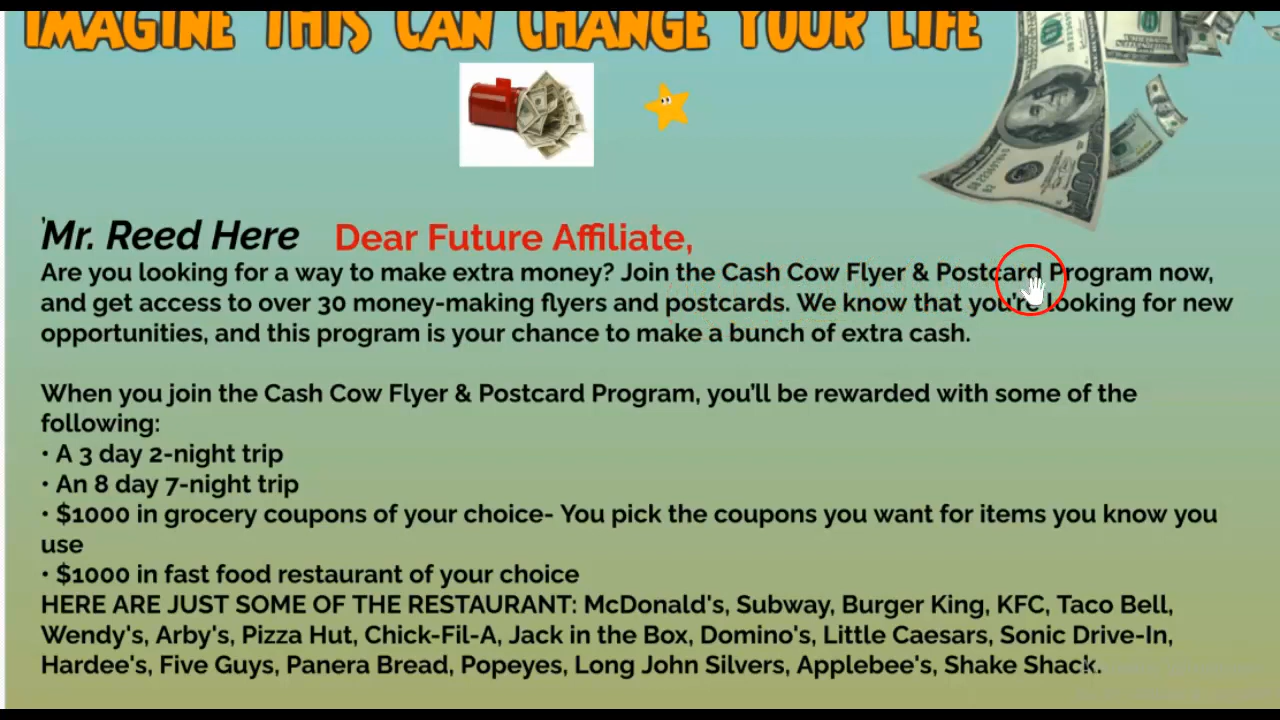 IMAGINE THIS CAN CHANGE YOUR LIFE
'Mr. Reed Here Dear Future Affiliate,
Are you looking for a way to make extra money? Join the Cash Cow Flyer & Postcard Program now,
and get access to over 30 money-making flyers and postcards. We know that you're looking for new
opportunities, and this program is your chance to make a bunch of extra cash.
When you join the Cash Cow Flyer & Postcard Program, you'll be rewarded with some of the
following:
• A 3 day 2-night trip
• An 8 day 7-night trip
• $1000 in grocery coupons of your choice- You pick the coupons you want for items you know you
use
• $1000 in fast food restaurant of your choice
HERE ARE JUST SOME OF THE RESTAURANT: McDonald's, Subway, Burger King, KFC, Taco Bell,
Wendy's, Arby's, Pizza Hut, Chick-Fil-A, Jack in the Box, Domino's, Little Caesars, Sonic Drive-In,
Hardee's, Five Guys, Panera Bread, Popeyes, Long John Silvers, Applebee's, Shake Shack.